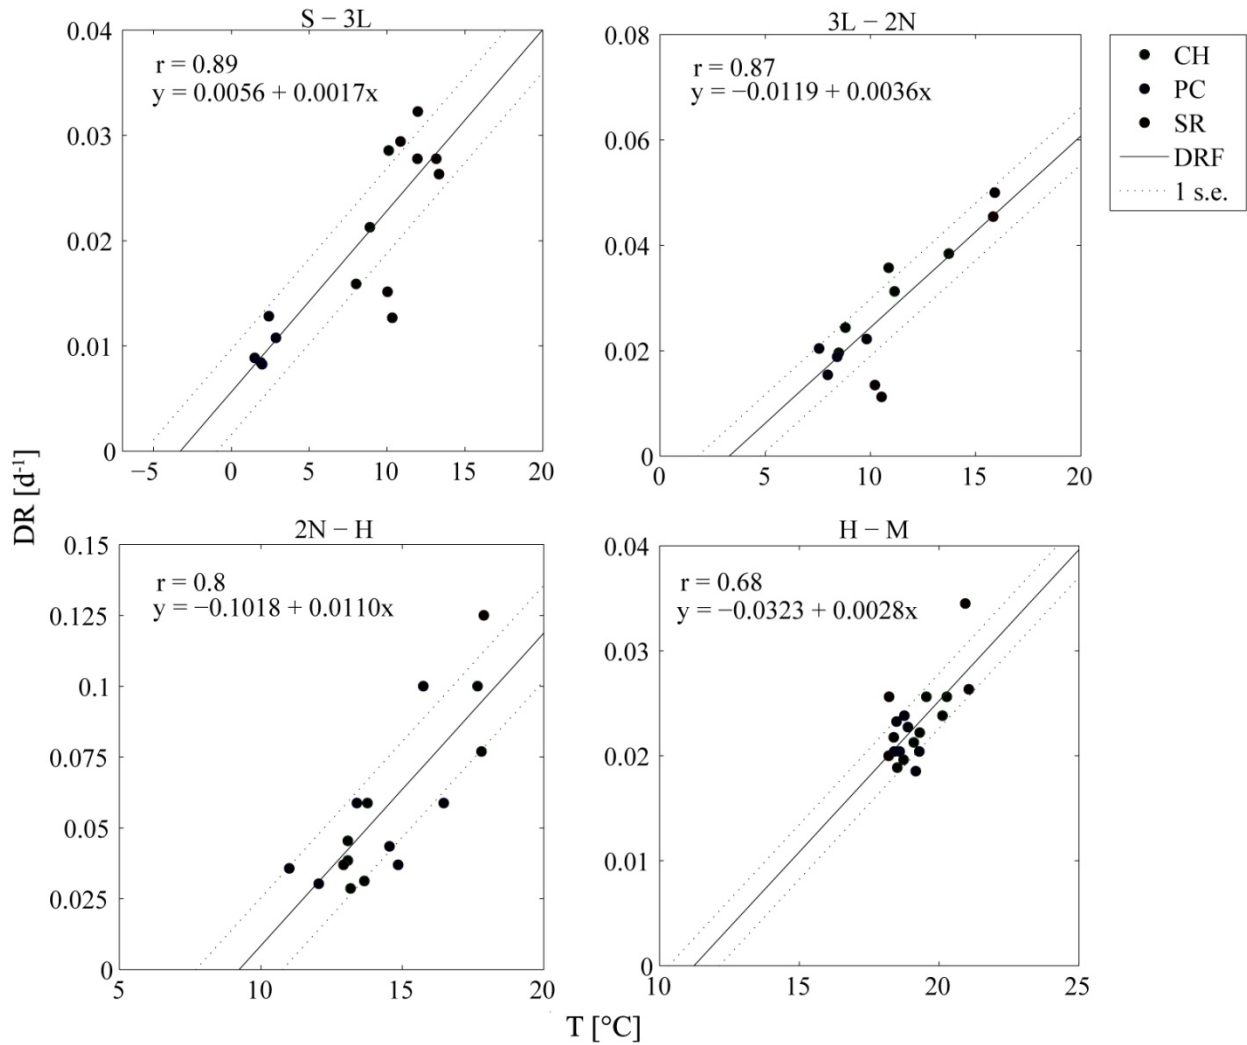 S − 3L
r = 0.89
y = 0.0056 + 0.0017x
0.04
0.03
0.02
0.01
0
−5 0 5 10 15 20
3L − 2N
r = 0.87
y = −0.0119 + 0.0036x
0.08
0.06
0.04
0.02
0
0 5 10 15 20
CH
PC
SR
DRF
1 s.e.
DR [d-1]
2N − H
r = 0.8
y = −0.1018 + 0.0110x
0.15
0.125
0.1
0.075
0.05
0.025
0
5 10 15 20
H − M
r = 0.68
y = −0.0323 + 0.0028x
0.04
0.03
0.02
0.01
0
10 15 20 25
T [°C]